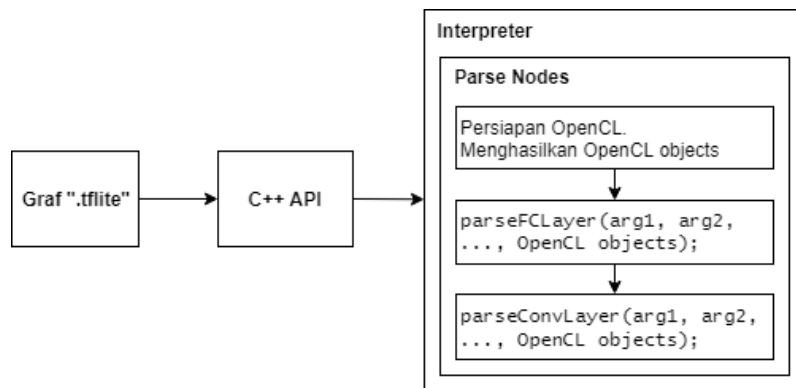 Interpreter
Parse Nodes
Persiapan OpenCL.
Menghasilkan OpenCL objects
Graf ".tflite"
C++ API
parseFCLayer(arg1, arg2,
..., OpenCL objects);
parseConvLayer(arg1, arg2,
..., OpenCL objects);